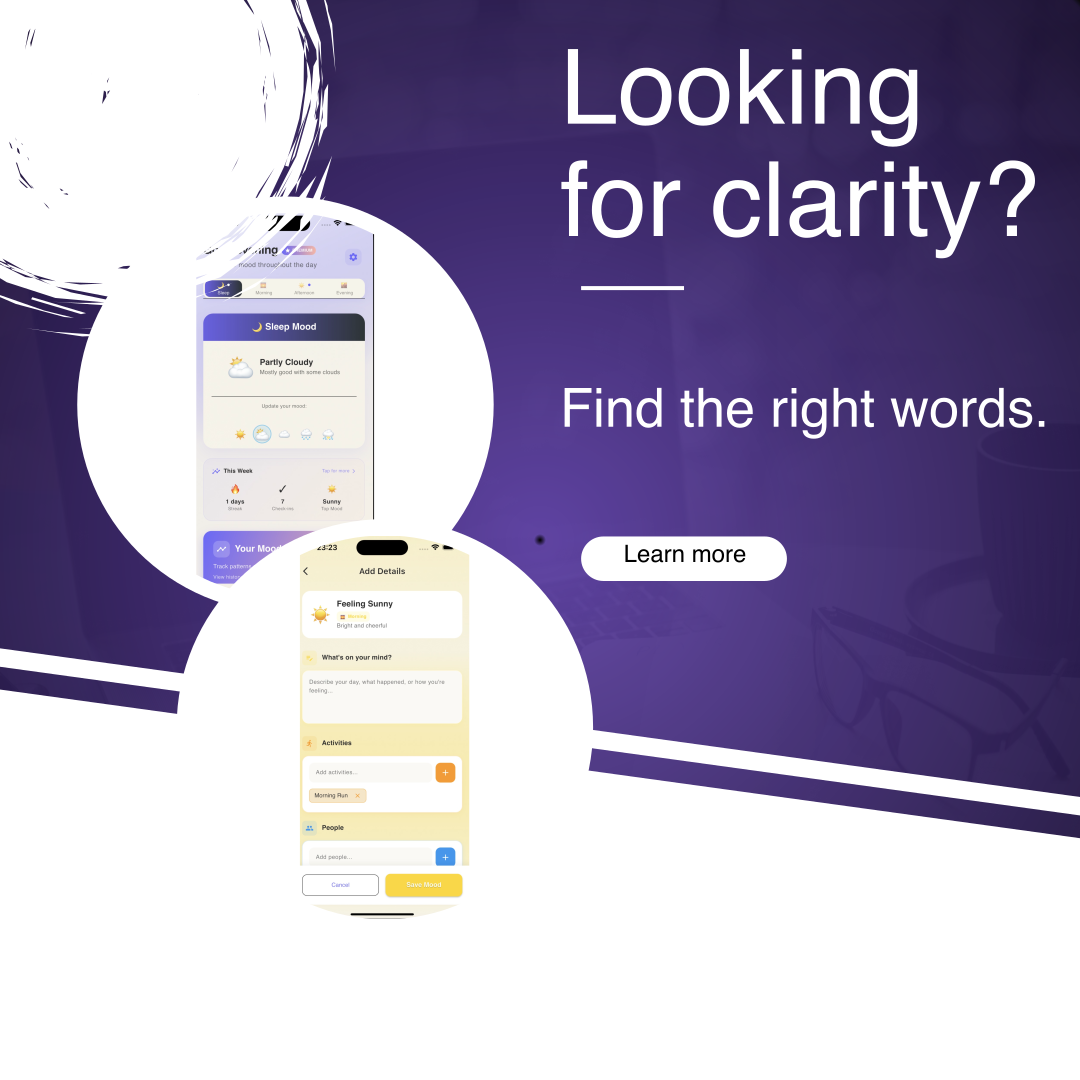 Looking
for clarity?
Find the right words.
Learn more
mood throughout the day
Sleep
Morning
Afternoon
Evening
Sleep Mood
Partly Cloudy
Mostly good with some clouds
Update your mood
This Week
Tap for more
1 days
7
Sunny
Streak
Check-ins
Top Mood
Your Mood
Track patterns
View
23:23
Add Details
Feeling Sunny
Morning
Bright and cheerful
What's on your mind?
Describe your day, what happened, or how you're
feeling...
Activities
Add activities...
Morning Run
People
Add people...
Cancel
Save Mood